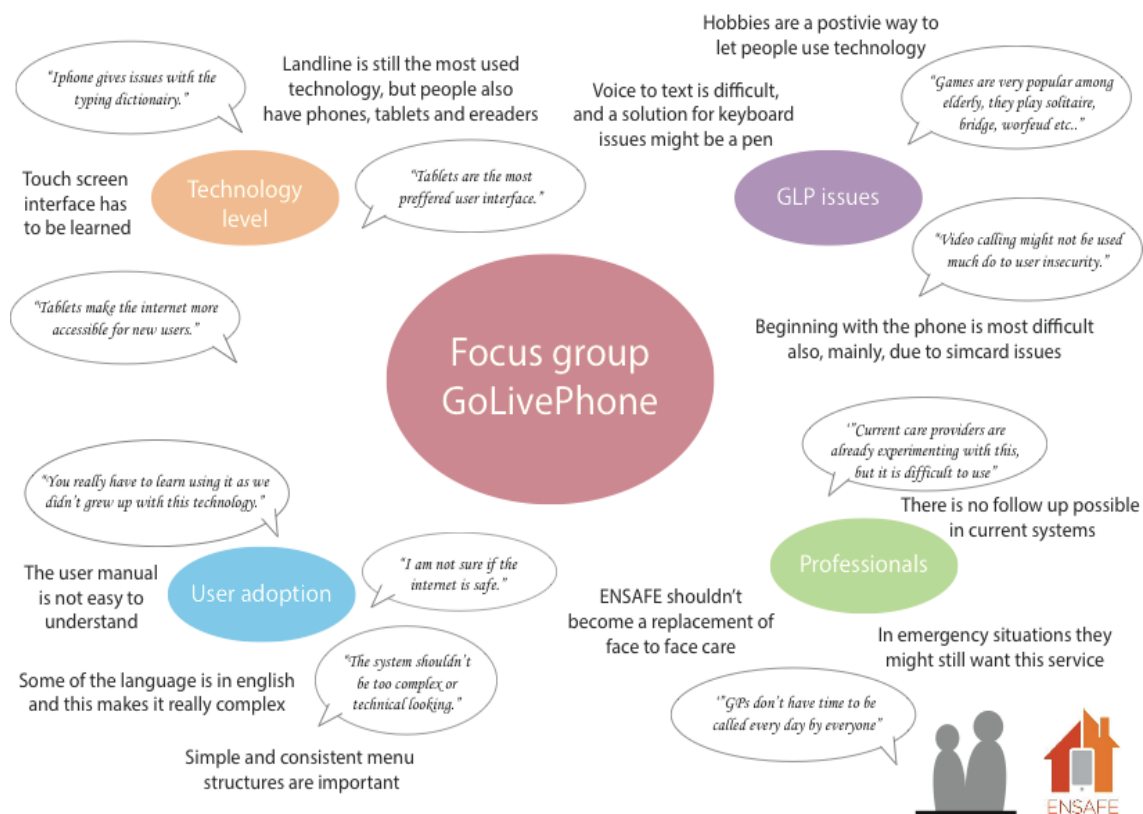 “Iphone gives issues with the
typing dictionairy.”
Landline is still the most used
technology, but people also
have phones, tablets and ereaders
Touch screen
interface has
to be learned
Technology
level
“Tablets are the most
preffered user interface.”
“Tablets make the internet more
accessible for new users.”
Hobbies are a postivie way to
let people use technology
Voice to text is difficult,
and a solution for keyboard
issues might be a pen
“Games are very popular among
elderly, they play solitaire,
bridge, worfeud etc..”
GLP issues
“Video calling might not be used
much do to user insecurity.”
Beginning with the phone is most difficult
also, mainly, due to simcard issues
Focus group
GoLivePhone
“You really have to learn using it as we
didn’t grew up with this technology.”
The user manual
is not easy to
understand
User adoption
“I am not sure if the
internet is safe.”
Some of the language is in english
and this makes it really complex
“The system shouldn’t
be too complex or
technical looking.”
Simple and consistent menu
structures are important
‘”Current care providers are
already experimenting with this,
but it is difficult to use”
There is no follow up possible
in current systems
Professionals
ENSAFE shouldn’t
become a replacement of
face to face care
In emergency situations they
might still want this service
‘”GPs don’t have time to be
called every day by everyone”
ENSAFE